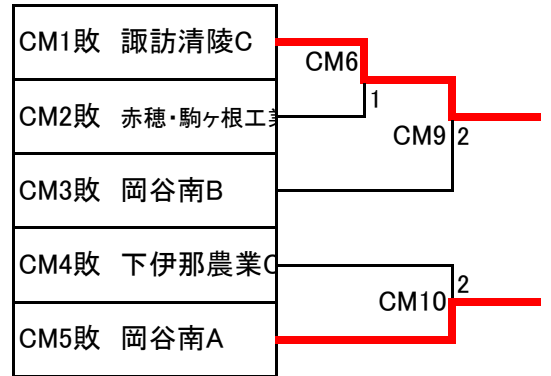 CM1敗 諏訪清陵C
CM6
1
CM2敗 赤穂・駒ヶ根工
CM9 2
CM3敗 岡谷南B
CM4敗 下伊那農業C
2
CM10
CM5敗 岡谷南A